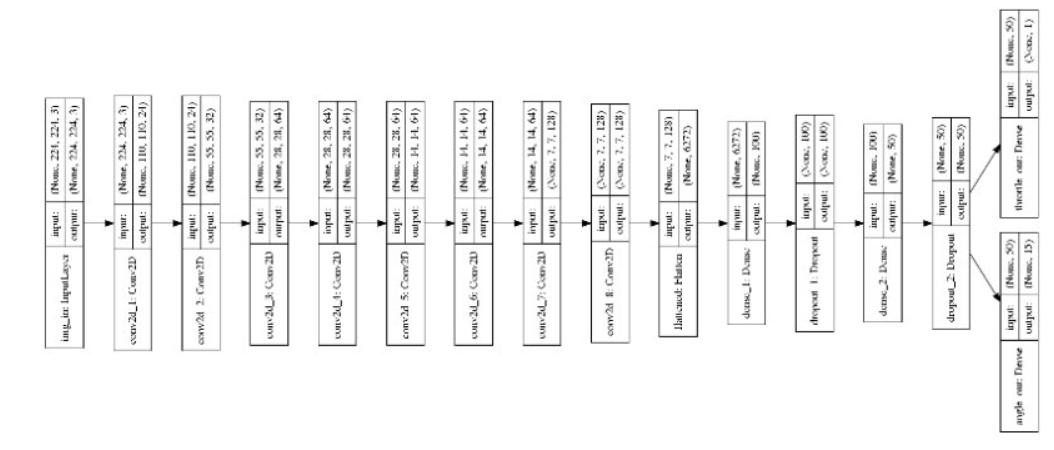 img_in: InputLayer
input: (None, 224, 224, 3)
output: (None, 224, 224, 3)
conv2d_1: Conv2D
input: (None, 224, 224, 3)
output: (None, 110, 110, 24)
conv2d_2: Conv2D
input: (None, 110, 110, 24)
output: (None, 55, 55, 32)
conv2d_3: Conv2D
input: (None, 55, 55, 32)
output: (None, 28, 28, 64)
conv2d_4: Conv2D
input: (None, 28, 28, 64)
output: (None, 28, 28, 64)
conv2d_5: Conv2D
input: (None, 28, 28, 64)
output: (None, 14, 14, 64)
conv2d_6: Conv2D
input: (None, 14, 14, 64)
output: (None, 14, 14, 64)
conv2d_7: Conv2D
input: (None, 14, 14, 64)
output: (None, 7, 7, 128)
conv2d_8: Conv2D
input: (None, 7, 7, 128)
output: (None, 7, 7, 128)
flattened: Flatten
input: (None, 7, 7, 128)
output: (None, 6272)
dense_1: Dense
input: (None, 6272)
output: (None, 100)
dropout_1: Dropout
input: (None, 100)
output: (None, 100)
dense_2: Dense
input: (None, 100)
output: (None, 50)
dropout_2: Dropout
input: (None, 50)
output: (None, 50)
angle_out: Dense
input: (None, 50)
output: (None, 15)
throttle_out: Dense
input: (None, 50)
output: (None, 1)